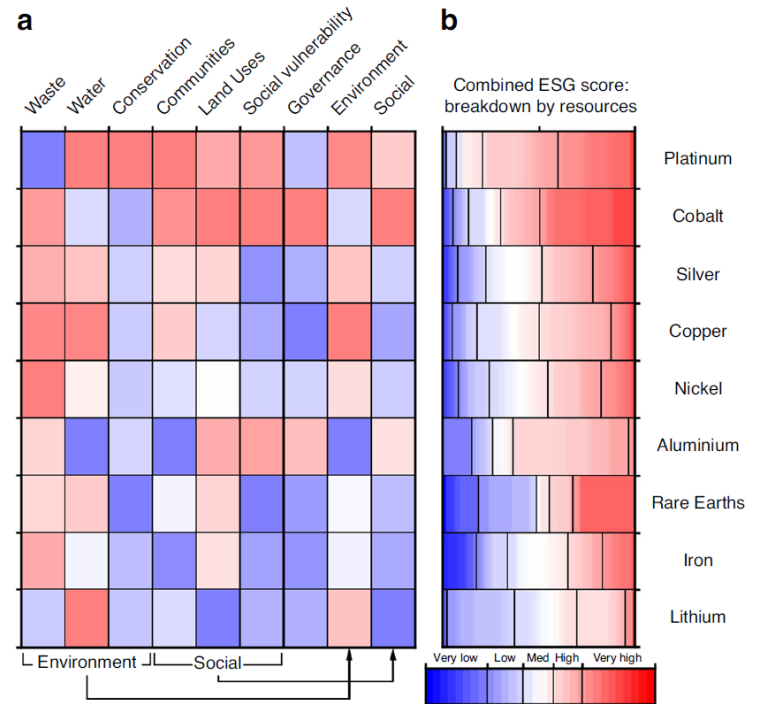 a
b
Waste
Water
Conservation
Communities
Land Uses
Social vulnerability
Governance
Environment
Social
Combined ESG score:
breakdown by resources
Platinum
Cobalt
Silver
Copper
Nickel
Aluminium
Rare Earths
Iron
Lithium
Environment
Social
Very low
Low
Med
High
Very high